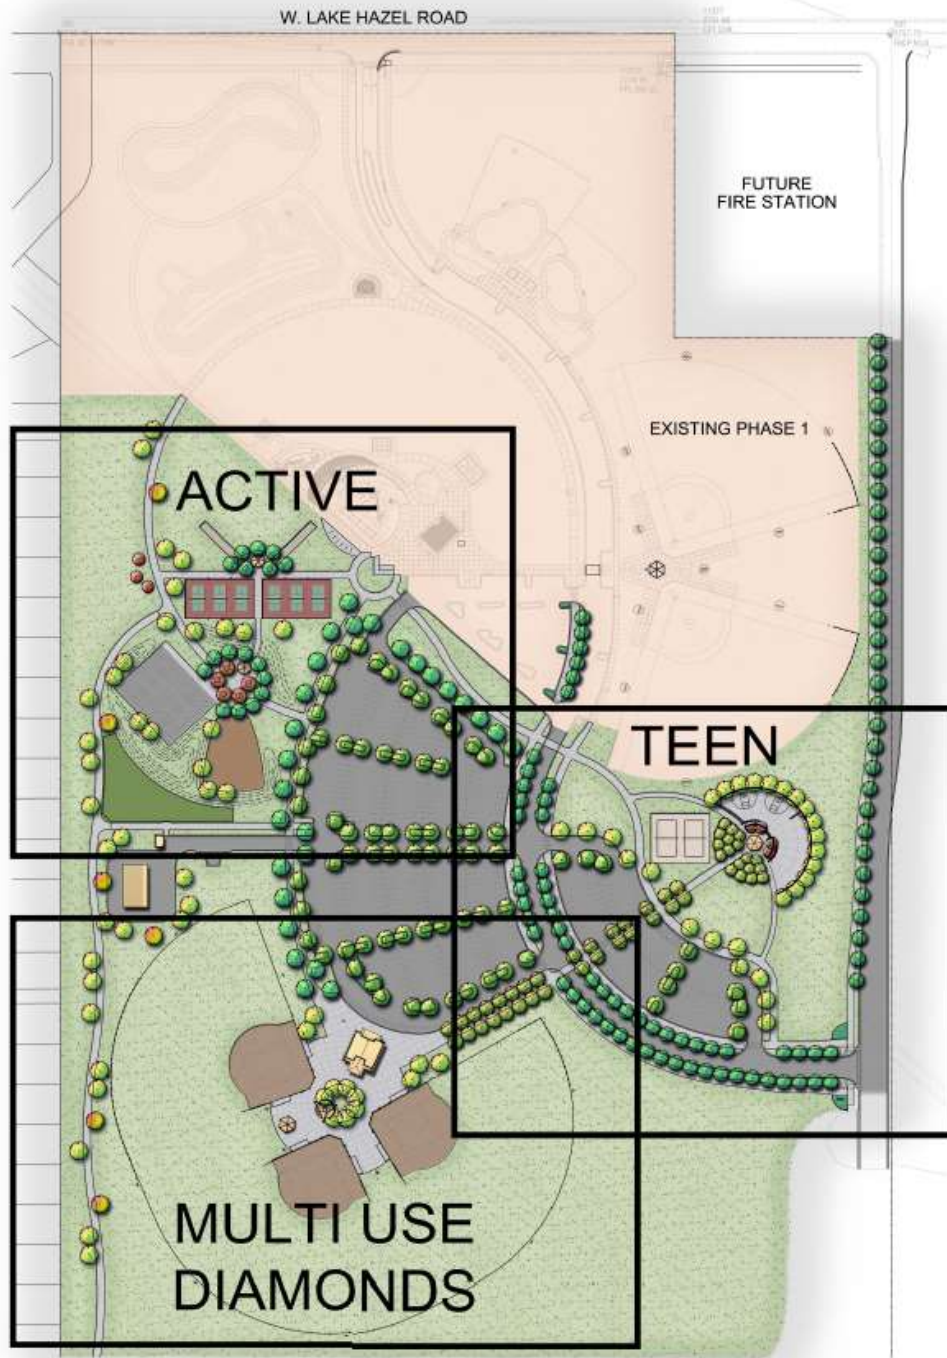 W. LAKE HAZEL ROAD
FUTURE
FIRE STATION
EXISTING PHASE 1
ACTIVE
TEEN
MULTI USE
DIAMONDS